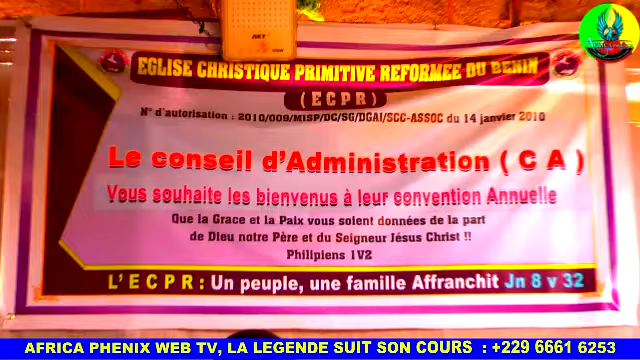 EGLISE CHRISTIQUE PRIMITIVE REFORMEE DU BENIN
(ECPR)
N° d'autorisation : 2010/009/MISP/DC/SG/DGAI/SCC-ASSOC du 14 janvier 2010
Le conseil d'Administration ( C A )
Vous souhaite les bienvenus à leur convention Annuelle
Que la Grace et la Paix vous soient données de la part
de Dieu notre Père et du Seigneur Jésus Christ !!
Philipiens 1V2
L'ECPR : Un peuple, une famille Affranchit Jn 8 v 32
AFRICA PHENIX WEB TV, LA LEGENDE SUIT SON COURS : +229 6661 6253